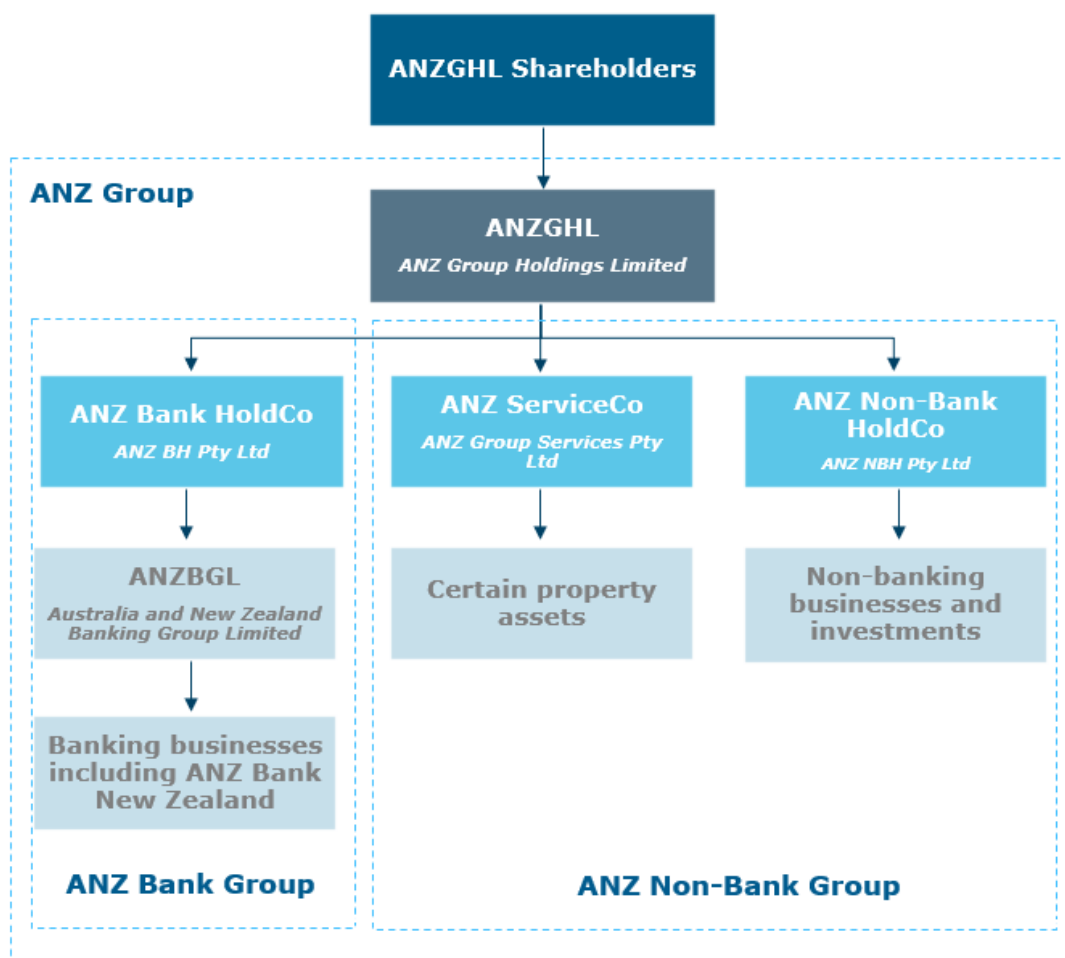 ANZGHL Shareholders
ANZ Group
ANZGHL
ANZ Group Holdings Limited
ANZ Bank HoldCo
ANZ BH Pty Ltd
ANZ ServiceCo
ANZ Group Services Pty
Ltd
ANZ Non-Bank
HoldCo
ANZ NBH Pty Ltd
ANZBGL
Australia and New Zealand
Banking Group Limited
Certain property
assets
Non-banking
businesses and
investments
Banking businesses
including ANZ Bank
New Zealand
ANZ Bank Group
ANZ Non-Bank Group